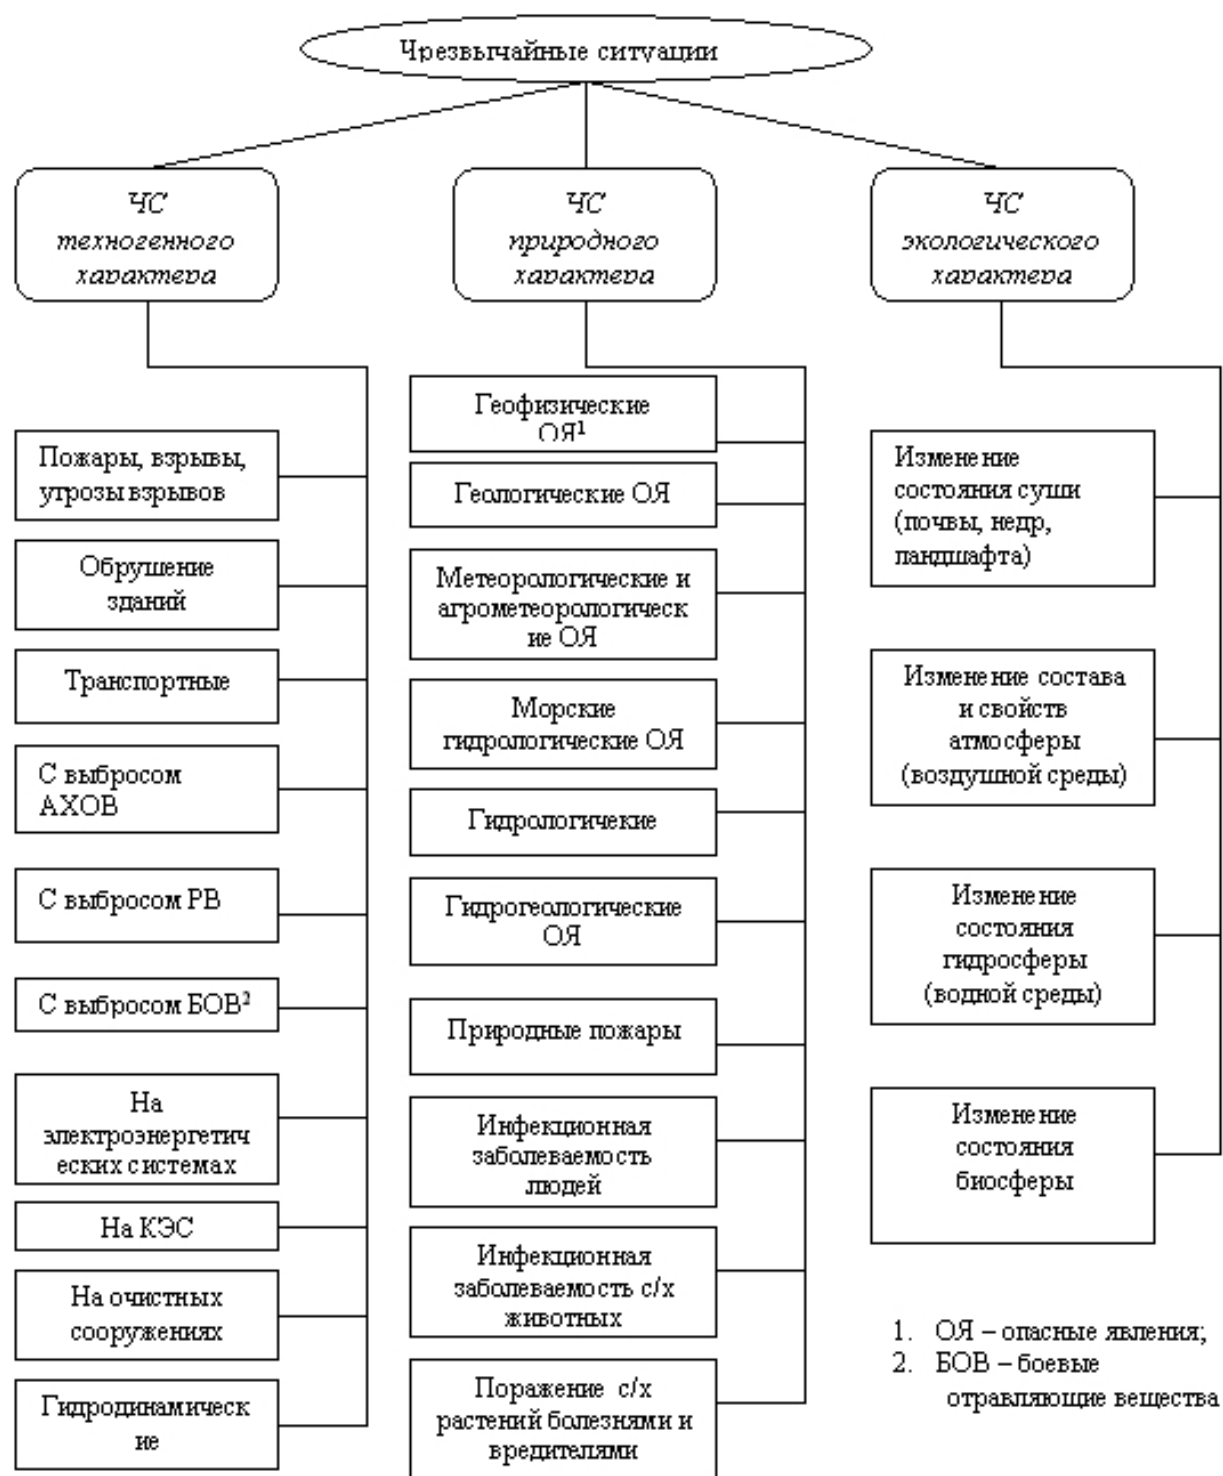 Чрезвычайные ситуации
ЧС
техногенного
характера
ЧС
природного
характера
ЧС
экологического
характера
Пожары, взрывы,
угрозы взрывов
Обрушение
зданий
Транспортные
С выбросом
АХОВ
С выбросом РВ
С выбросом БОВ²
На
электроэнергетич
еских системах
На КЭС
На очистных
сооружениях
Гидродинамическ
ие
Геофизические
ОЯ¹
Геологические ОЯ
Метеорологические и
агрометеорологическ
ие ОЯ
Морские
гидрологические ОЯ
Гидрологичекие
Гидрогеологические
ОЯ
Природные пожары
Инфекционная
заболеваемость
людей
Инфекционная
заболеваемость с/х
животных
Поражение с/х
растений болезнями и
вредителями
Изменение
состояния суши
(почвы, недр,
ландшафта)
Изменение состава
и свойств
атмосферы
(воздушной среды)
Изменение
состояния
гидросферы
(водной среды)
Изменение
состояния
биосферы
1. ОЯ – опасные явления;
2. БОВ – боевые
отравляющие вещества